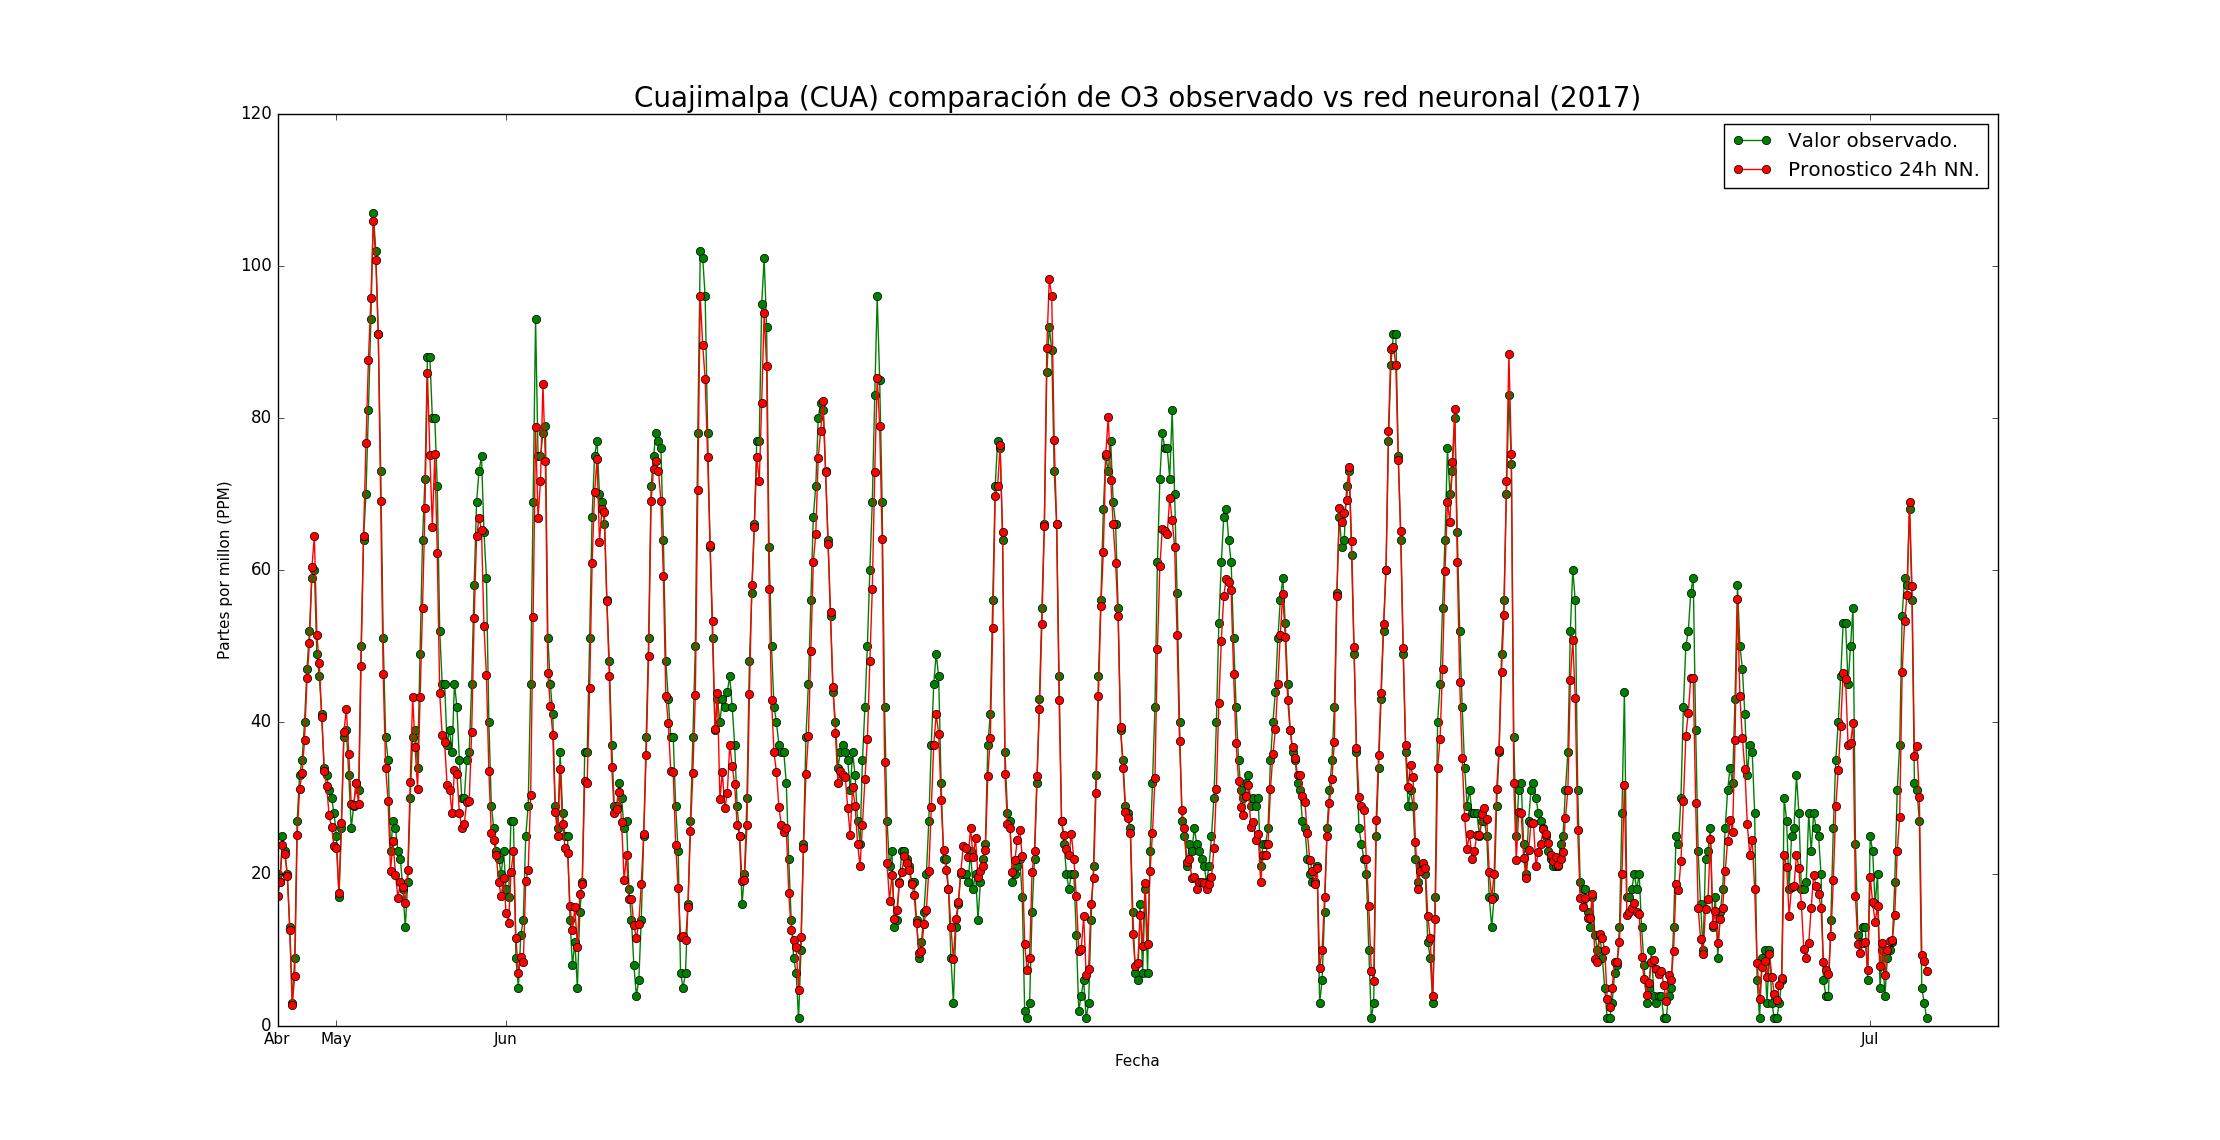 Cuajimalpa (CUA) comparación de O3 observado vs red neuronal (2017)
120
100
80
60
40
20
0
Partes por millon (PPM)
Valor observado.
Pronostico 24h NN.
Abr May Jun Jul
Fecha